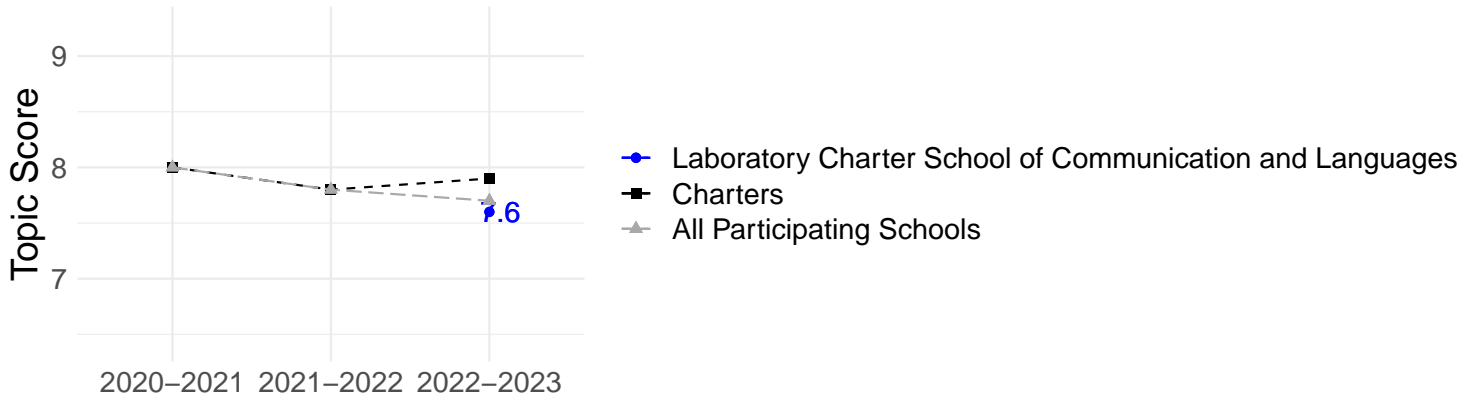 9
8
7
Topic Score
7.6
2020–2021 2021–2022 2022–2023
Laboratory Charter School of Communication and Languages
Charters
All Participating Schools